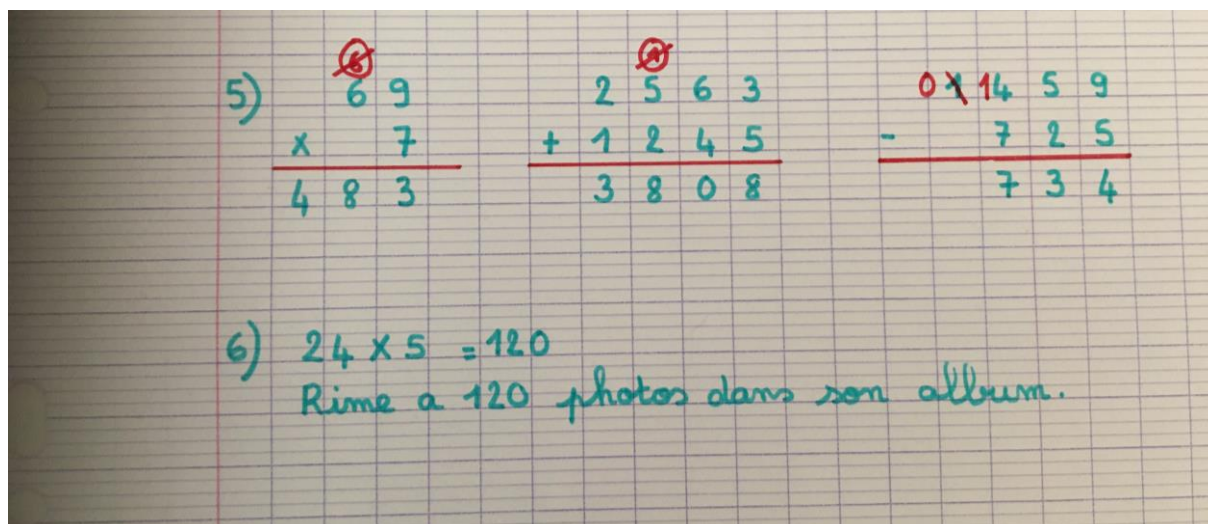 6 1
5) 6 9 2 5 6 3 0 1 14 5 9
x 7 + 1 2 4 5 - 7 2 5
4 8 3 3 8 0 8 7 3 4
6) 24 x 5 = 120
Rime a 120 photos dans son album.